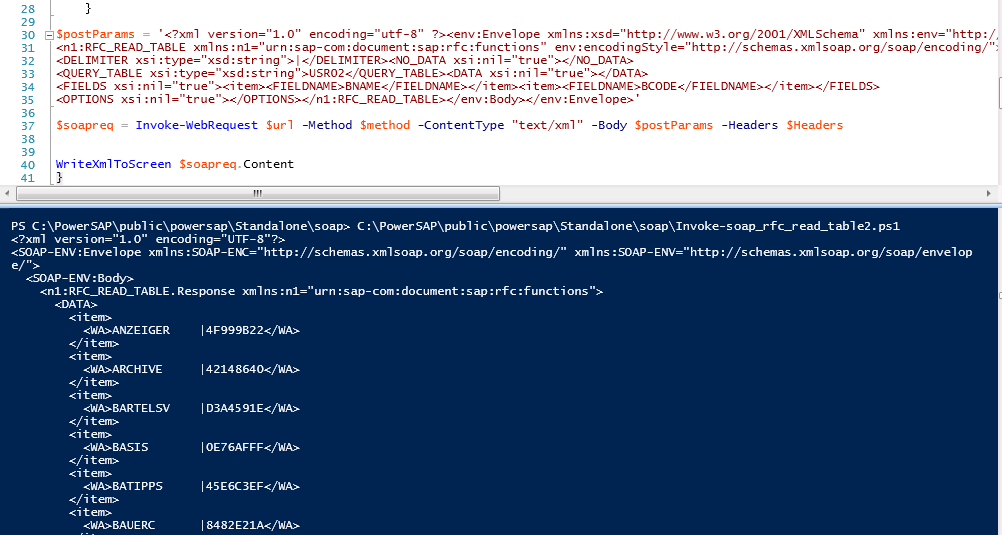 28 }
29
30 $postParams = '<?xml version="1.0" encoding="utf-8" ?><env:Envelope xmlns:xsd="http://www.w3.org/2001/XMLSchema" xmlns:env="http:/
31 <n1:RFC_READ_TABLE xmlns:n1="urn:sap-com:document:sap:rfc:functions" env:encodingStyle="http://schemas.xmlsoap.org/soap/encoding/"
32 <DELIMITER xsi:type="xsd:string">|</DELIMITER><NO_DATA xsi:nil="true"></NO_DATA>
33 <QUERY_TABLE xsi:type="xsd:string">USR02</QUERY_TABLE><DATA xsi:nil="true"></DATA>
34 <FIELDS xsi:nil="true"><item><FIELDNAME>BNAME</FIELDNAME></item><item><FIELDNAME>BCODE</FIELDNAME></item></FIELDS>
35 <OPTIONS xsi:nil="true"></OPTIONS></n1:RFC_READ_TABLE></env:Body></env:Envelope>'
36
37 $soapreq = Invoke-WebRequest $url -Method $method -ContentType "text/xml" -Body $postParams -Headers $Headers
38
39
40 WriteXmlToScreen $soapreq.Content
41 }
PS C:\PowerSAP\public\powersap\Standalone\soap> C:\PowerSAP\public\powersap\Standalone\soap\Invoke-soap_rfc_read_table2.ps1
<?xml version="1.0" encoding="UTF-8"?>
<SOAP-ENV:Envelope xmlns:SOAP-ENC="http://schemas.xmlsoap.org/soap/encoding/" xmlns:SOAP-ENV="http://schemas.xmlsoap.org/soap/envelop
e/">
<SOAP-ENV:Body>
<n1:RFC_READ_TABLE.Response xmlns:n1="urn:sap-com:document:sap:rfc:functions">
<DATA>
<item>
<WA>ANZEIGER |4F999B22</WA>
</item>
<item>
<WA>ARCHIVE |42148640</WA>
</item>
<item>
<WA>BARTELSV |D3A4591E</WA>
</item>
<item>
<WA>BASIS |0E76AFFF</WA>
</item>
<item>
<WA>BATIPPS |45E6C3EF</WA>
</item>
<item>
<WA>BAUERC |8482E21A</WA>